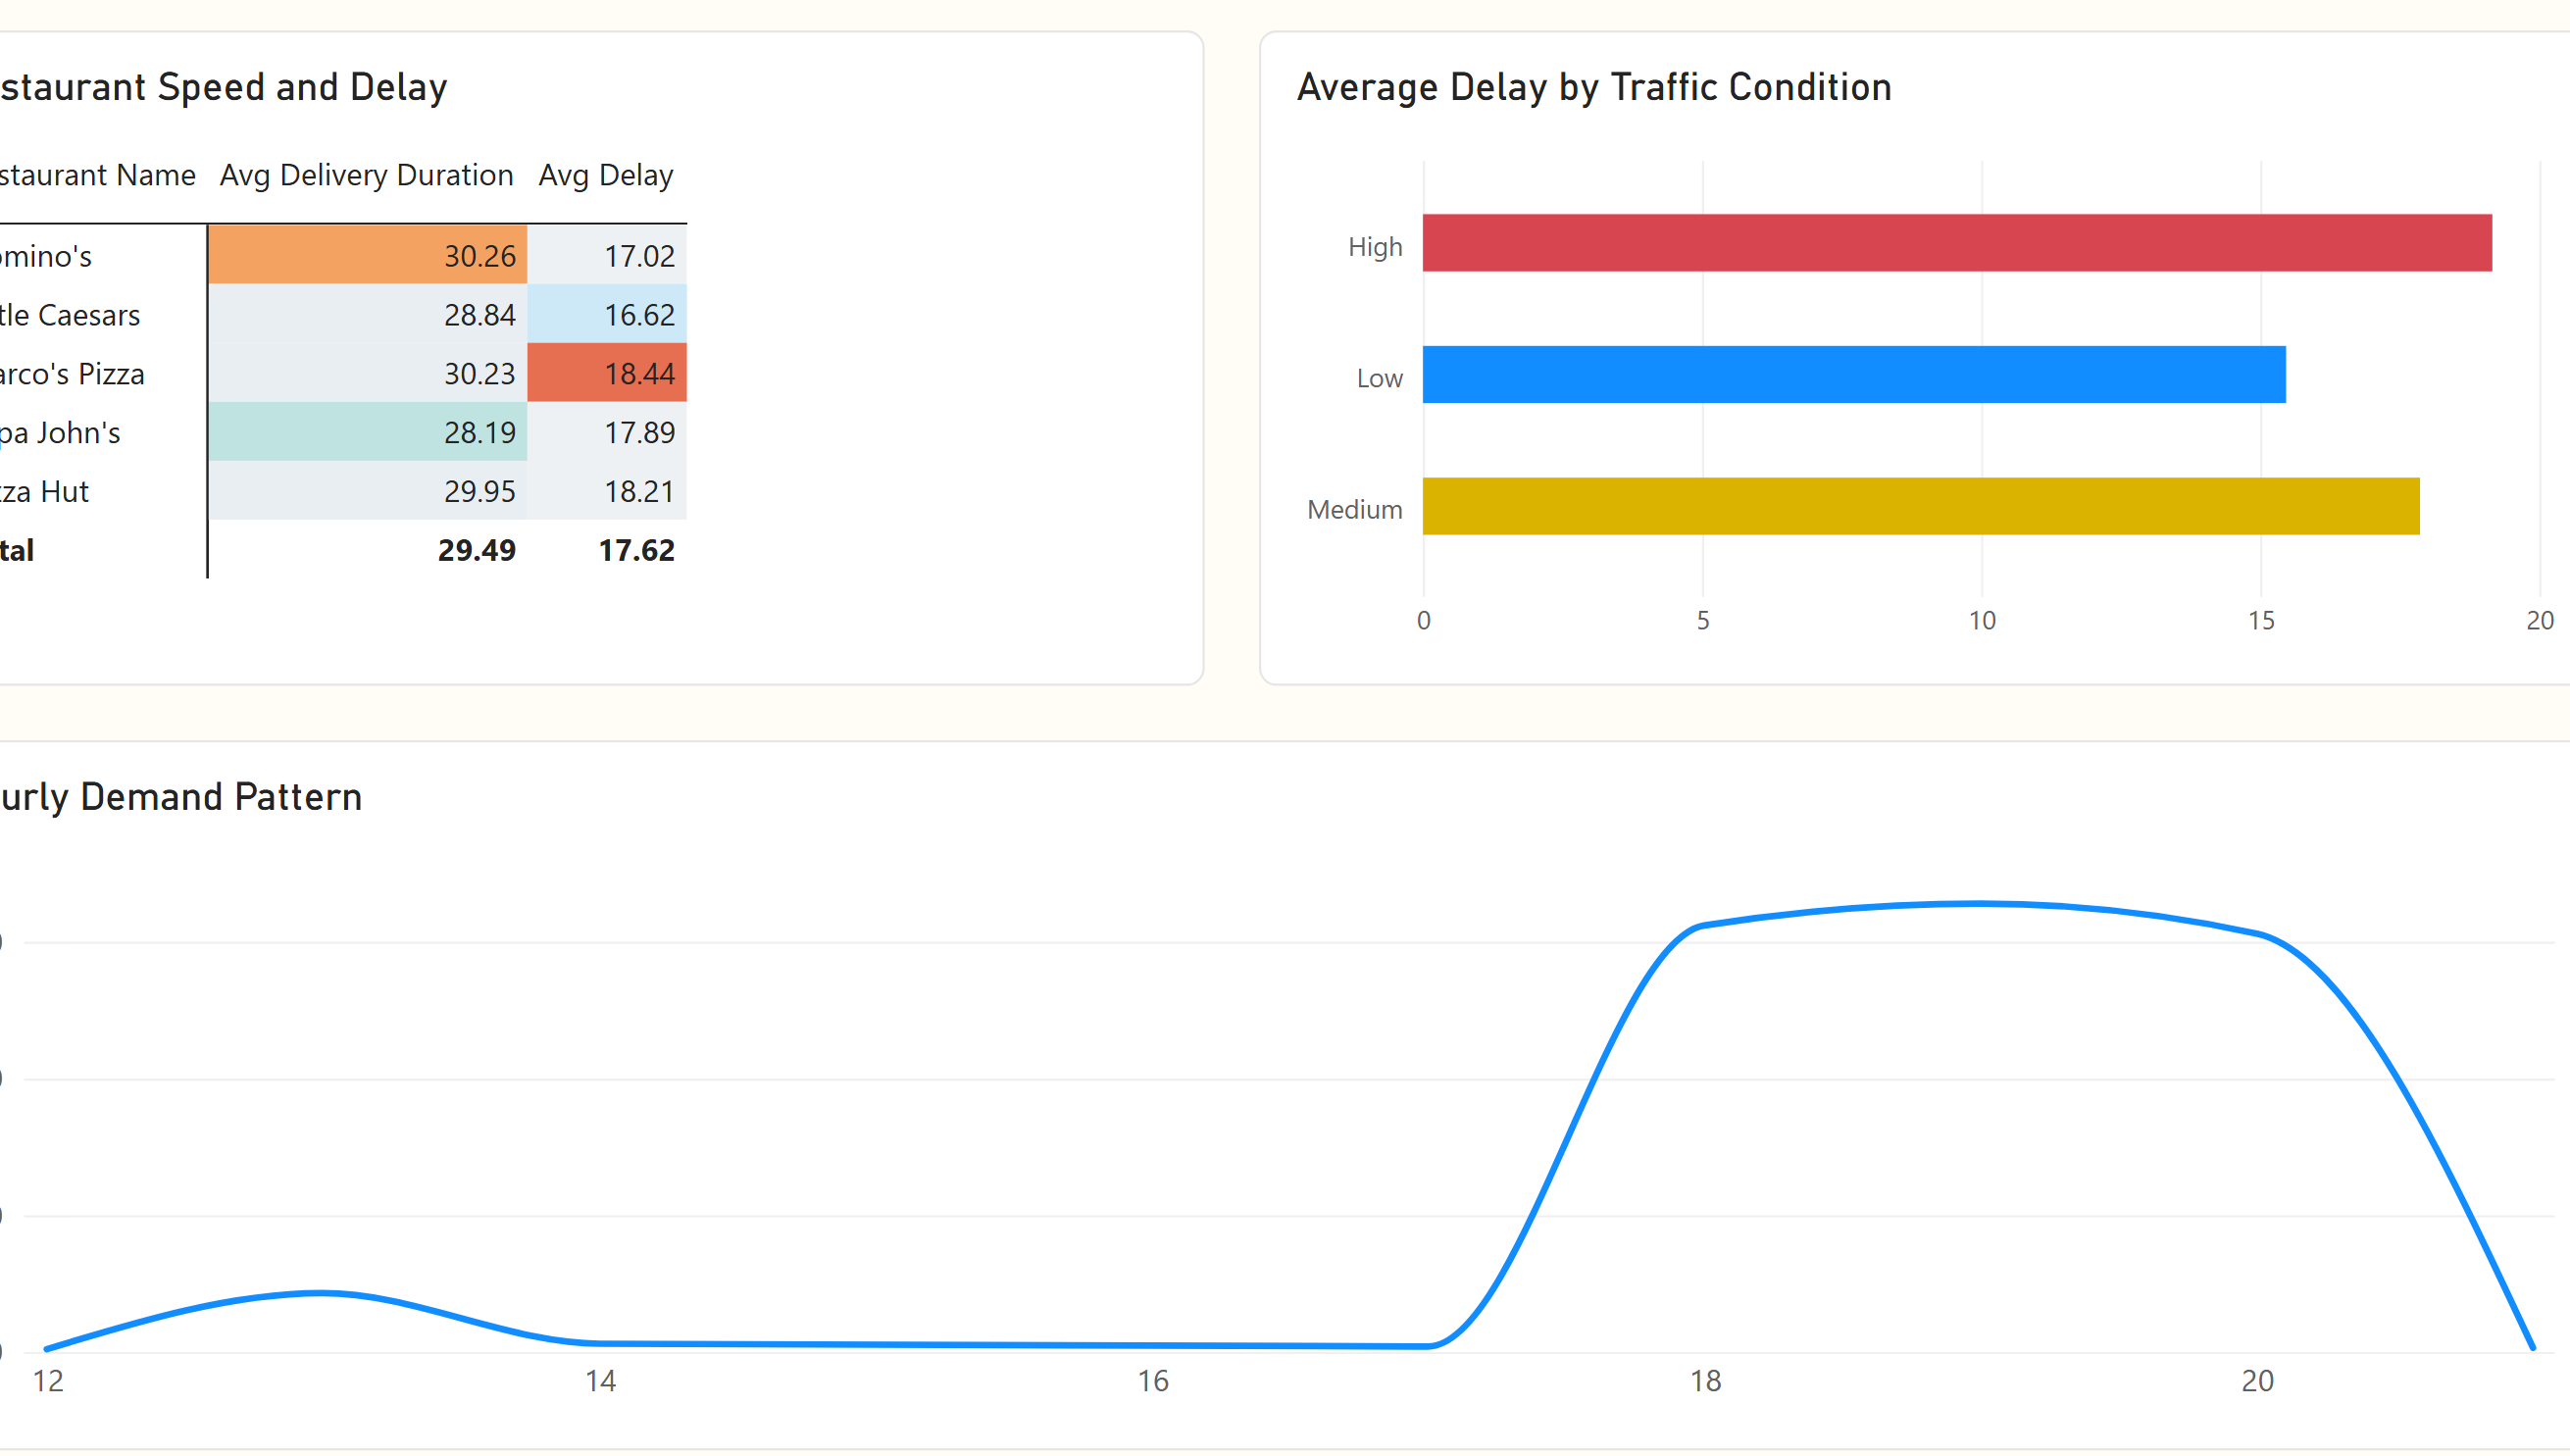 staurant Speed and Delay
staurant Name Avg Delivery Duration Avg Delay
omino's 30.26 17.02
tle Caesars 28.84 16.62
arco's Pizza 30.23 18.44
pa John's 28.19 17.89
zza Hut 29.95 18.21
tal 29.49 17.62
Average Delay by Traffic Condition
High
Low
Medium
0 5 10 15 20
urly Demand Pattern
12 14 16 18 20